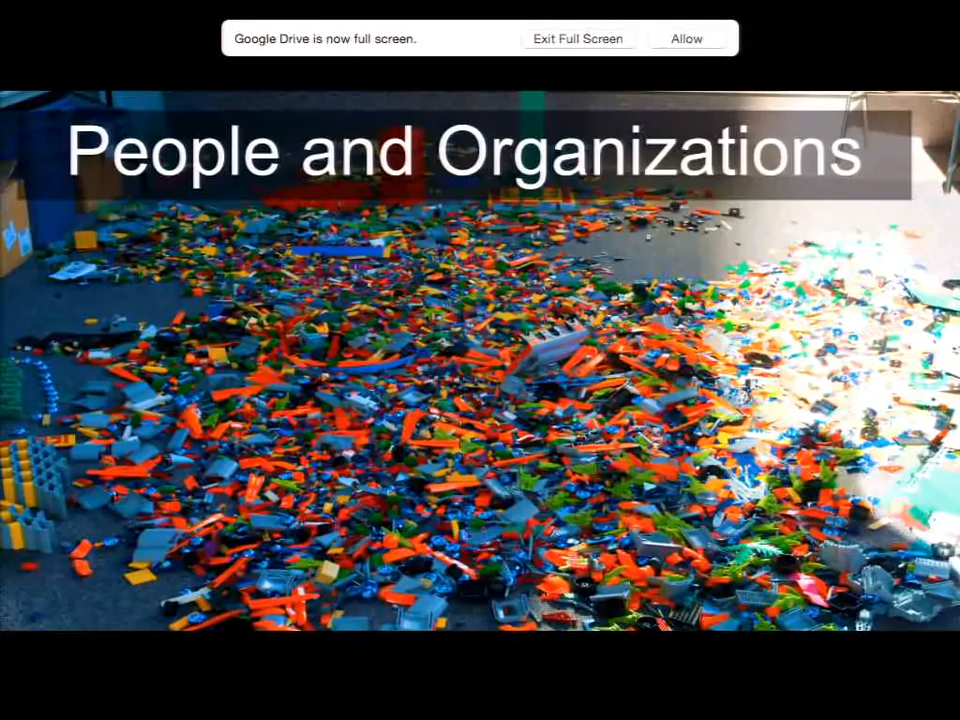 Google Drive is now full screen.
Exit Full Screen
Allow
People and Organizations